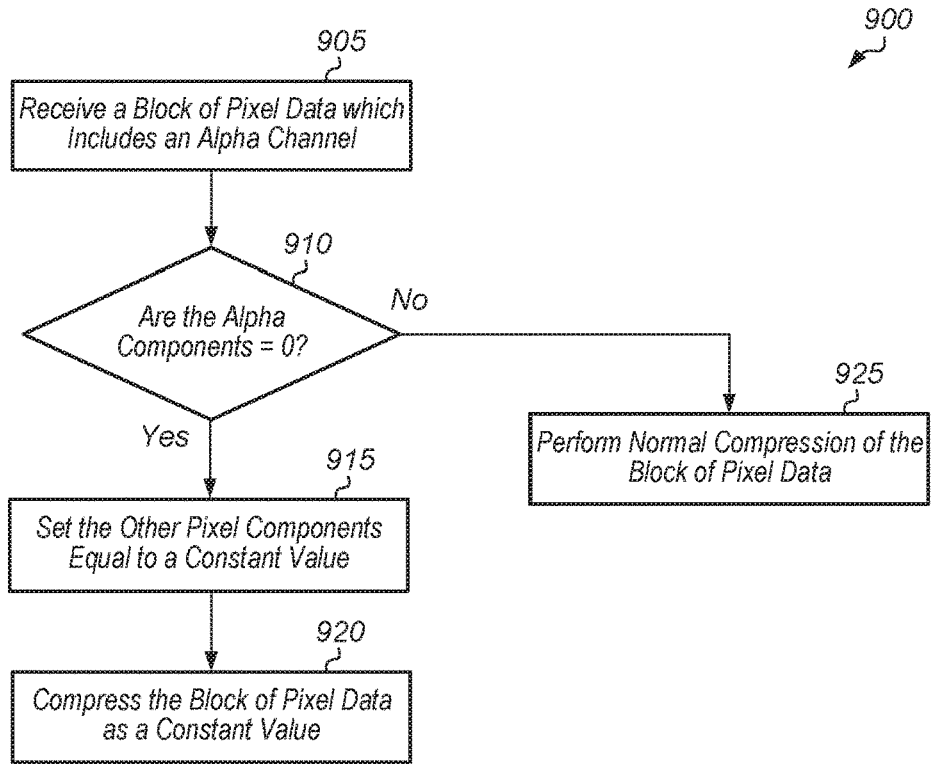 900
905
Receive a Block of Pixel Data which
Includes an Alpha Channel
910
Are the Alpha
Components = 0?
No
Yes
925
Perform Normal Compression of the
Block of Pixel Data
915
Set the Other Pixel Components
Equal to a Constant Value
920
Compress the Block of Pixel Data
as a Constant Value